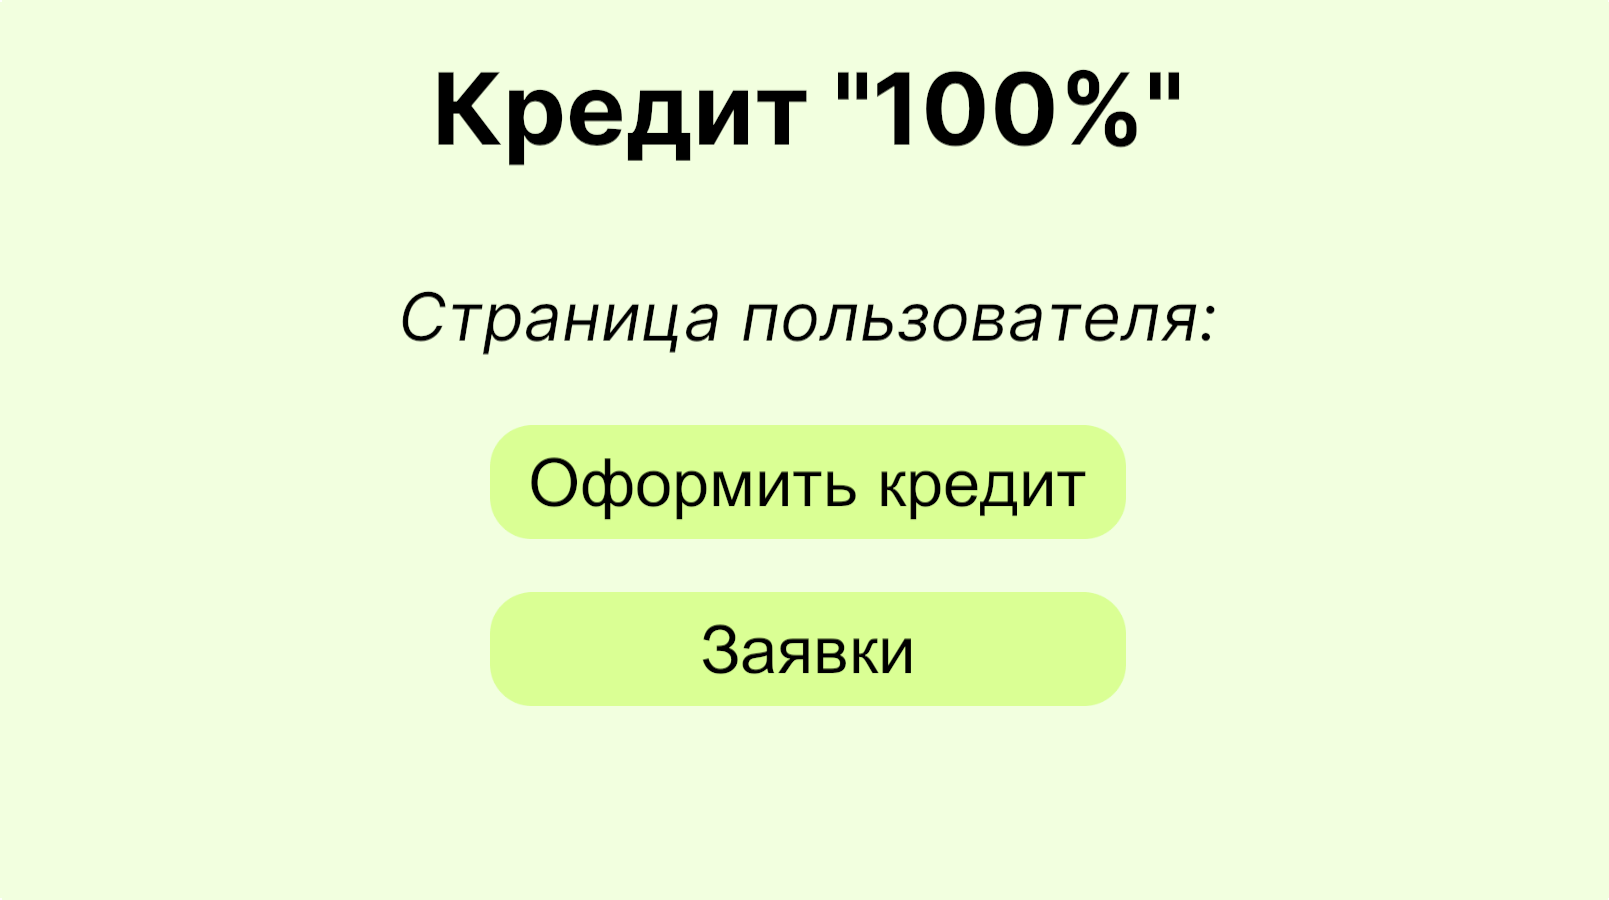 Кредит "100%"
Страница пользователя:
Оформить кредит
Заявки